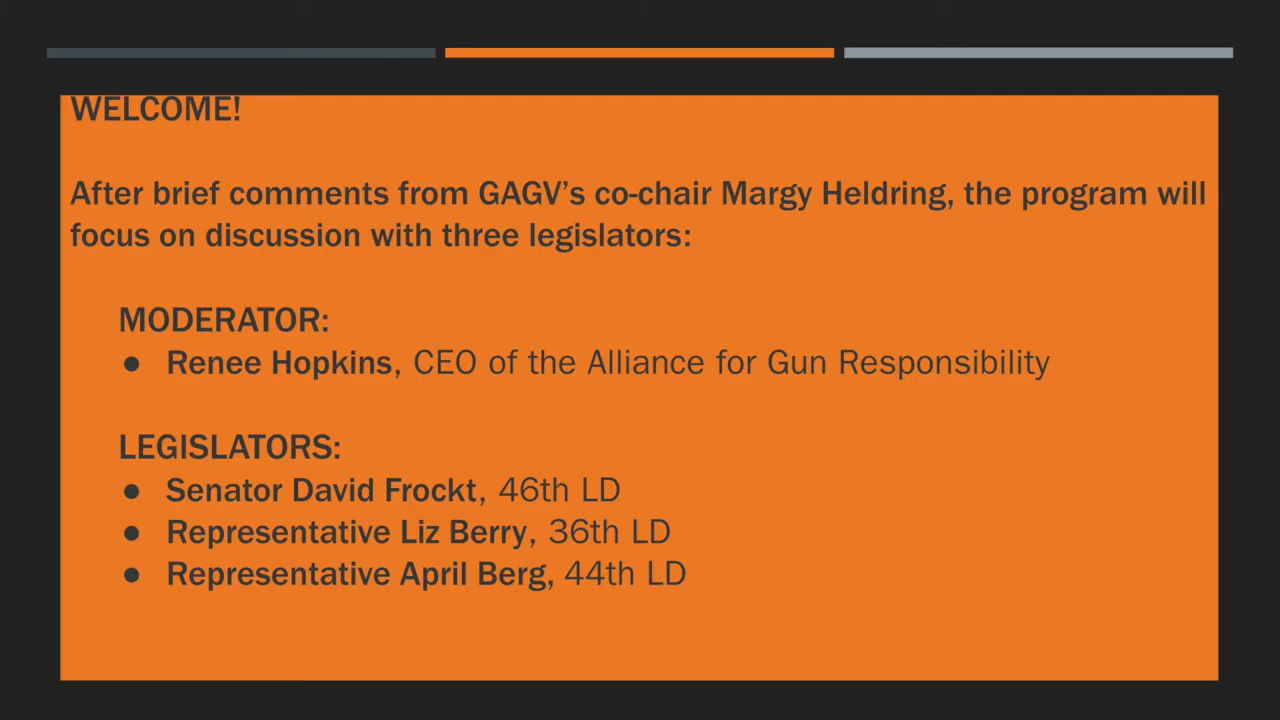 WELCOME!
After brief comments from GAGV’s co-chair Margy Heldring, the program will
focus on discussion with three legislators:
MODERATOR:
● Renee Hopkins, CEO of the Alliance for Gun Responsibility
LEGISLATORS:
● Senator David Frockt, 46th LD
● Representative Liz Berry, 36th LD
● Representative April Berg, 44th LD